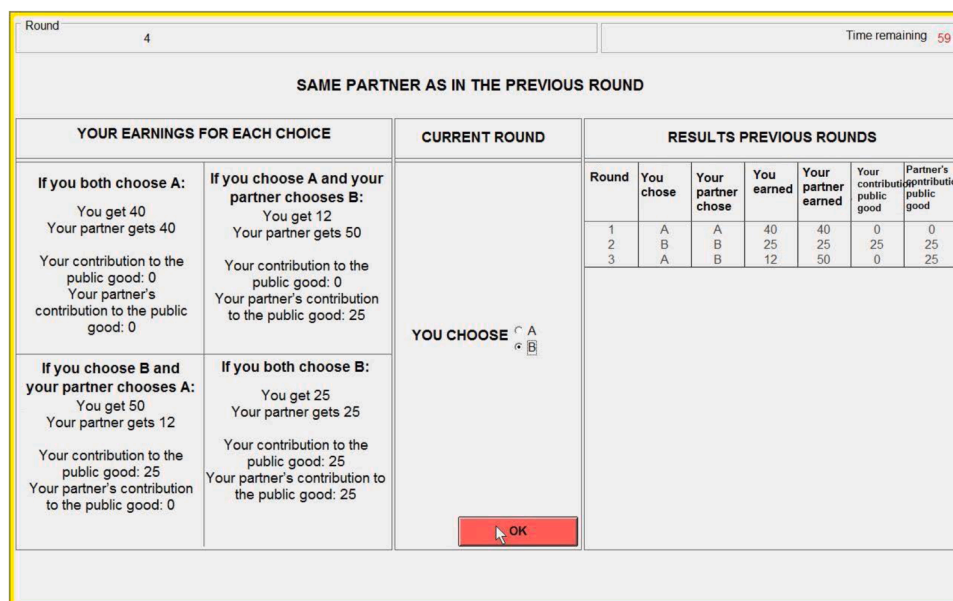 Round
4
Time remaining 59
SAME PARTNER AS IN THE PREVIOUS ROUND
YOUR EARNINGS FOR EACH CHOICE
If you both choose A:
You get 40
Your partner gets 40
Your contribution to the
public good: 0
Your partner's
contribution to the public
good: 0
If you choose A and your
partner chooses B:
You get 12
Your partner gets 50
Your contribution to the
public good: 0
Your partner's contribution
to the public good: 25
If you choose B and
your partner chooses A:
You get 50
Your partner gets 12
Your contribution to the
public good: 25
Your partner's contribution
to the public good: 0
If you both choose B:
You get 25
Your partner gets 25
Your contribution to the
public good: 25
Your partner's contribution to
the public good: 25
CURRENT ROUND
YOU CHOOSE A
B
OK
RESULTS PREVIOUS ROUNDS
Round You chose Your partner chose You earned Your partner earned Your contribution public good Partner's contributi public good
1 A A 40 40 0 0
2 B B 25 25 25 25
3 A B 12 50 0 25